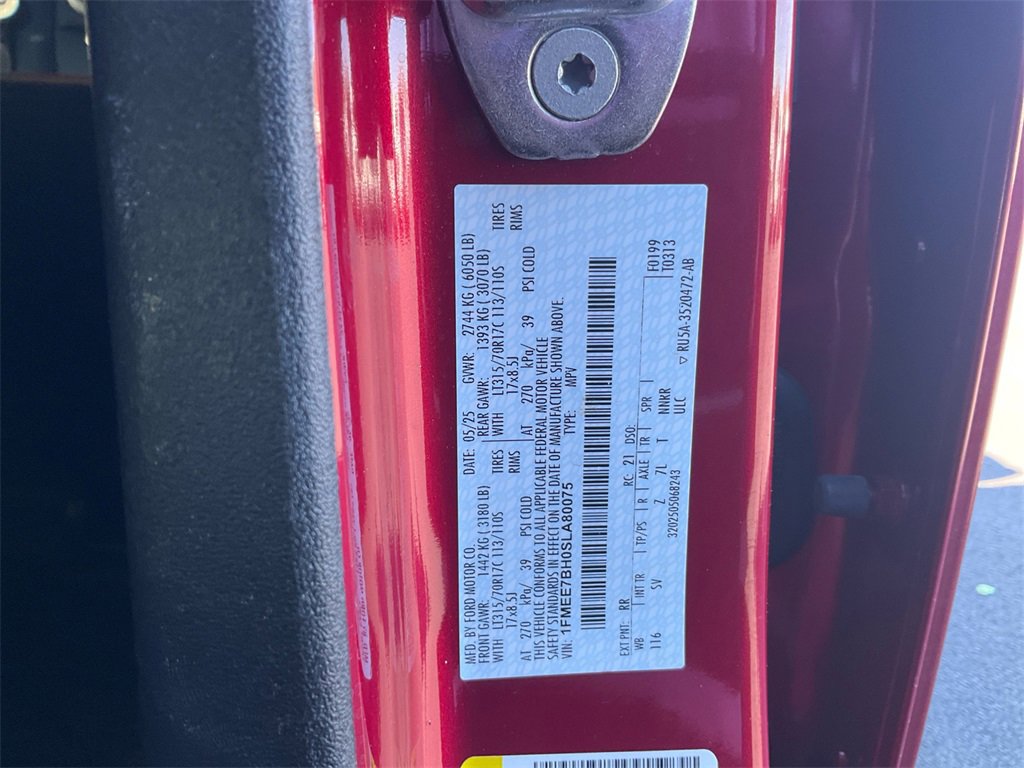 MFD. BY FORD MOTOR CO. DATE: 05/25 GVWR: 2744 KG ( 6050 LB)
FRONT GAWR: 1442 KG ( 3180 LB) REAR GAWR: 1393 KG ( 3070 LB)
WITH LT315/70R17C 113/110S TIRES WITH LT315/70R17C 113/110S TIRES
17x8.5J RIMS 17x8.5J RIMS
AT 270 kPa/ 39 PSI COLD AT 270 kPa/ 39 PSI COLD
THIS VEHICLE CONFORMS TO ALL APPLICABLE FEDERAL MOTOR VEHICLE
SAFETY STANDARDS IN EFFECT ON THE DATE OF MANUFACTURE SHOWN ABOVE.
VIN: 1FMEE7BH0SLA80075 TYPE: MPV
EXT PNT: RR RC: 21 DSO: F0199
WB INT TR TP/PS R AXLE TR SPR T0313
116 SV Z 7L T NNKR
3202505068243 ULC
▽ RU5A-3520472-AB